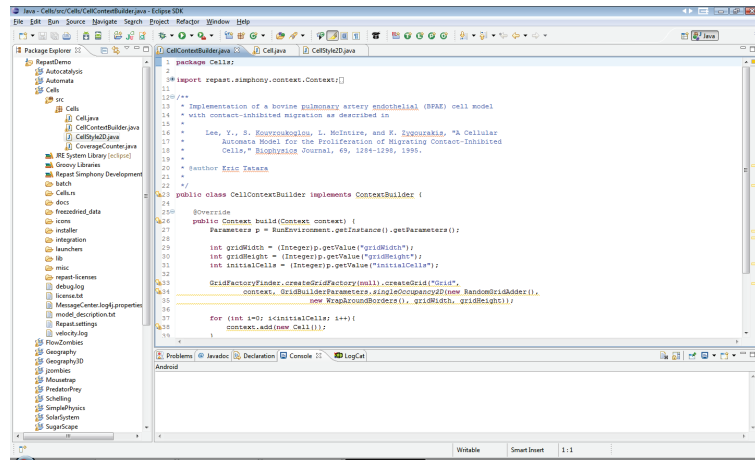 Java - Cells/src/Cells/CellContextBuilder.java - Eclipse SDK
File Edit Run Source Navigate Search Project Refactor Window Help
Java
Package Explorer
RepastDemo
Autocatalysis
Automata
Cells
src
Cells
Cell.java
CellContextBuilder.java
CellStyle2D.java
CoverageCounter.java
JRE System Library [eclipse]
Groovy Libraries
Repast Simphony Development
batch
Cells.rs
docs
freezedried_data
icons
installer
integration
launchers
lib
misc
repast-licenses
debug.log
license.txt
MessageCenter.log4j.properties
model_description.txt
Repast.settings
velocity.log
FlowZombies
Geography
Geography3D
jzombies
Mousetrap
PredatorPrey
Schelling
SimplePhysics
SolarSystem
SugarScape
CellContextBuilder.java Cell.java CellStyle2D.java
1 package Cells;
2
3 import repast.simphony.context.Context;
11
12 /**
13 * Implementation of a bovine pulmonary artery endothelial (BPAE) cell model
14 * with contact-inhibited migration as described in
15 *
16 * Lee, Y., S. Kouvroukoglou, L. McIntire, and K. Zygourakis, "A Cellular
17 * Automata Model for the Proliferation of Migrating Contact-Inhibited
18 * Cells," Biophysics Journal, 69, 1284-1298, 1995.
19 *
20 * @author Eric Tatara
21 *
22 */
23 public class CellContextBuilder implements ContextBuilder {
24
25 @Override
26 public Context build(Context context) {
27 Parameters p = RunEnvironment.getInstance().getParameters();
28
29 int gridWidth = (Integer)p.getValue("gridWidth");
30 int gridHeight = (Integer)p.getValue("gridHeight");
31 int initialCells = (Integer)p.getValue("initialCells");
32
33 GridFactoryFinder.createGridFactory(null).createGrid("Grid",
34 context, GridBuilderParameters.singleOccupancy2D(new RandomGridAdder(),
35 new WrapAroundBorders(), gridWidth, gridHeight));
36
37 for (int i=0; i<initialCells; i++){
38 context.add(new Cell());
39 }
Problems Javadoc Declaration Console LogCat
Android
Writable Smart Insert 1 : 1